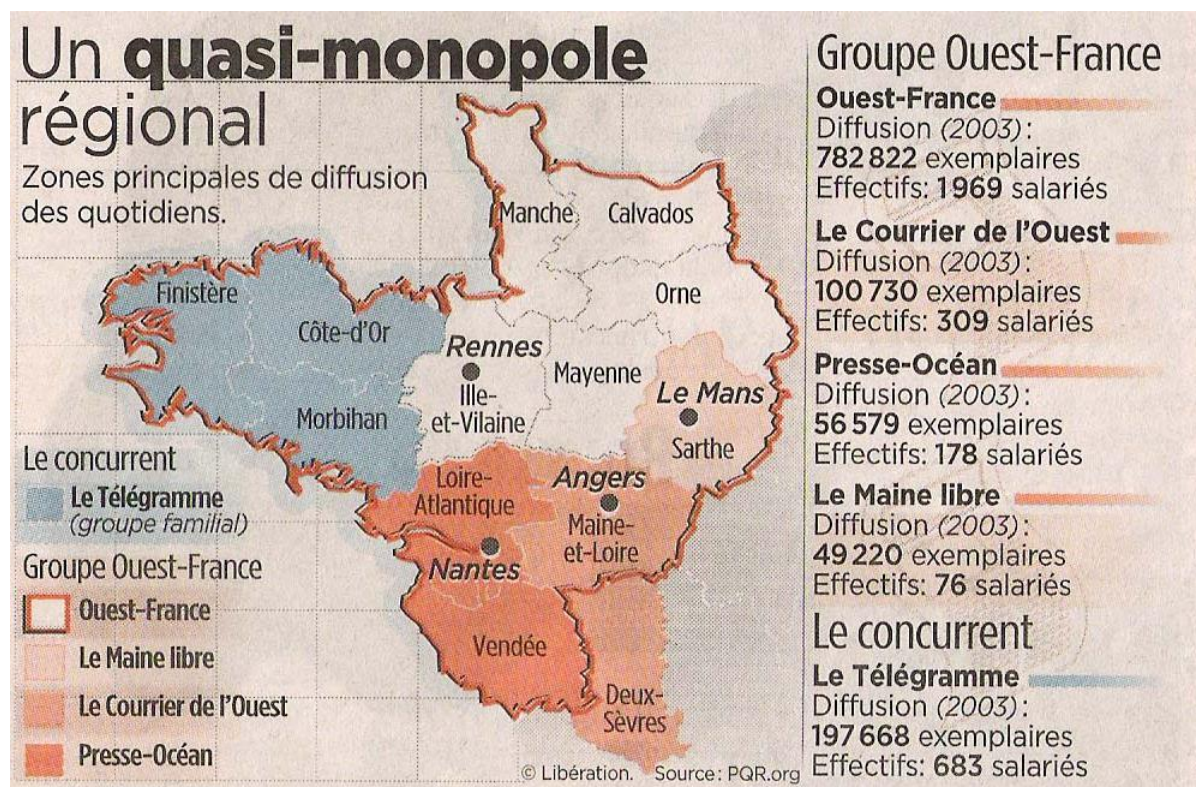 Un quasi-monopole
régional
Zones principales de diffusion
des quotidiens.
Manche
Calvados
Finistère
Orne
Côte-d'Or
Rennes
Mayenne
Ille-
et-Vilaine
Le Mans
Morbihan
Sarthe
Loire-
Atlantique
Angers
Maine-
et-Loire
Nantes
Vendée
Deux-
Sèvres
Le concurrent
Le Télégramme
(groupe familial)
Groupe Ouest-France
Ouest-France
Le Maine libre
Le Courrier de l'Ouest
Presse-Océan
© Libération. Source: PQR.org
Groupe Ouest-France
Ouest-France
Diffusion (2003):
782 822 exemplaires
Effectifs: 1 969 salariés
Le Courrier de l'Ouest
Diffusion (2003):
100 730 exemplaires
Effectifs: 309 salariés
Presse-Océan
Diffusion (2003):
56 579 exemplaires
Effectifs: 178 salariés
Le Maine libre
Diffusion (2003):
49 220 exemplaires
Effectifs: 76 salariés
Le concurrent
Le Télégramme
Diffusion (2003):
197 668 exemplaires
Effectifs: 683 salariés